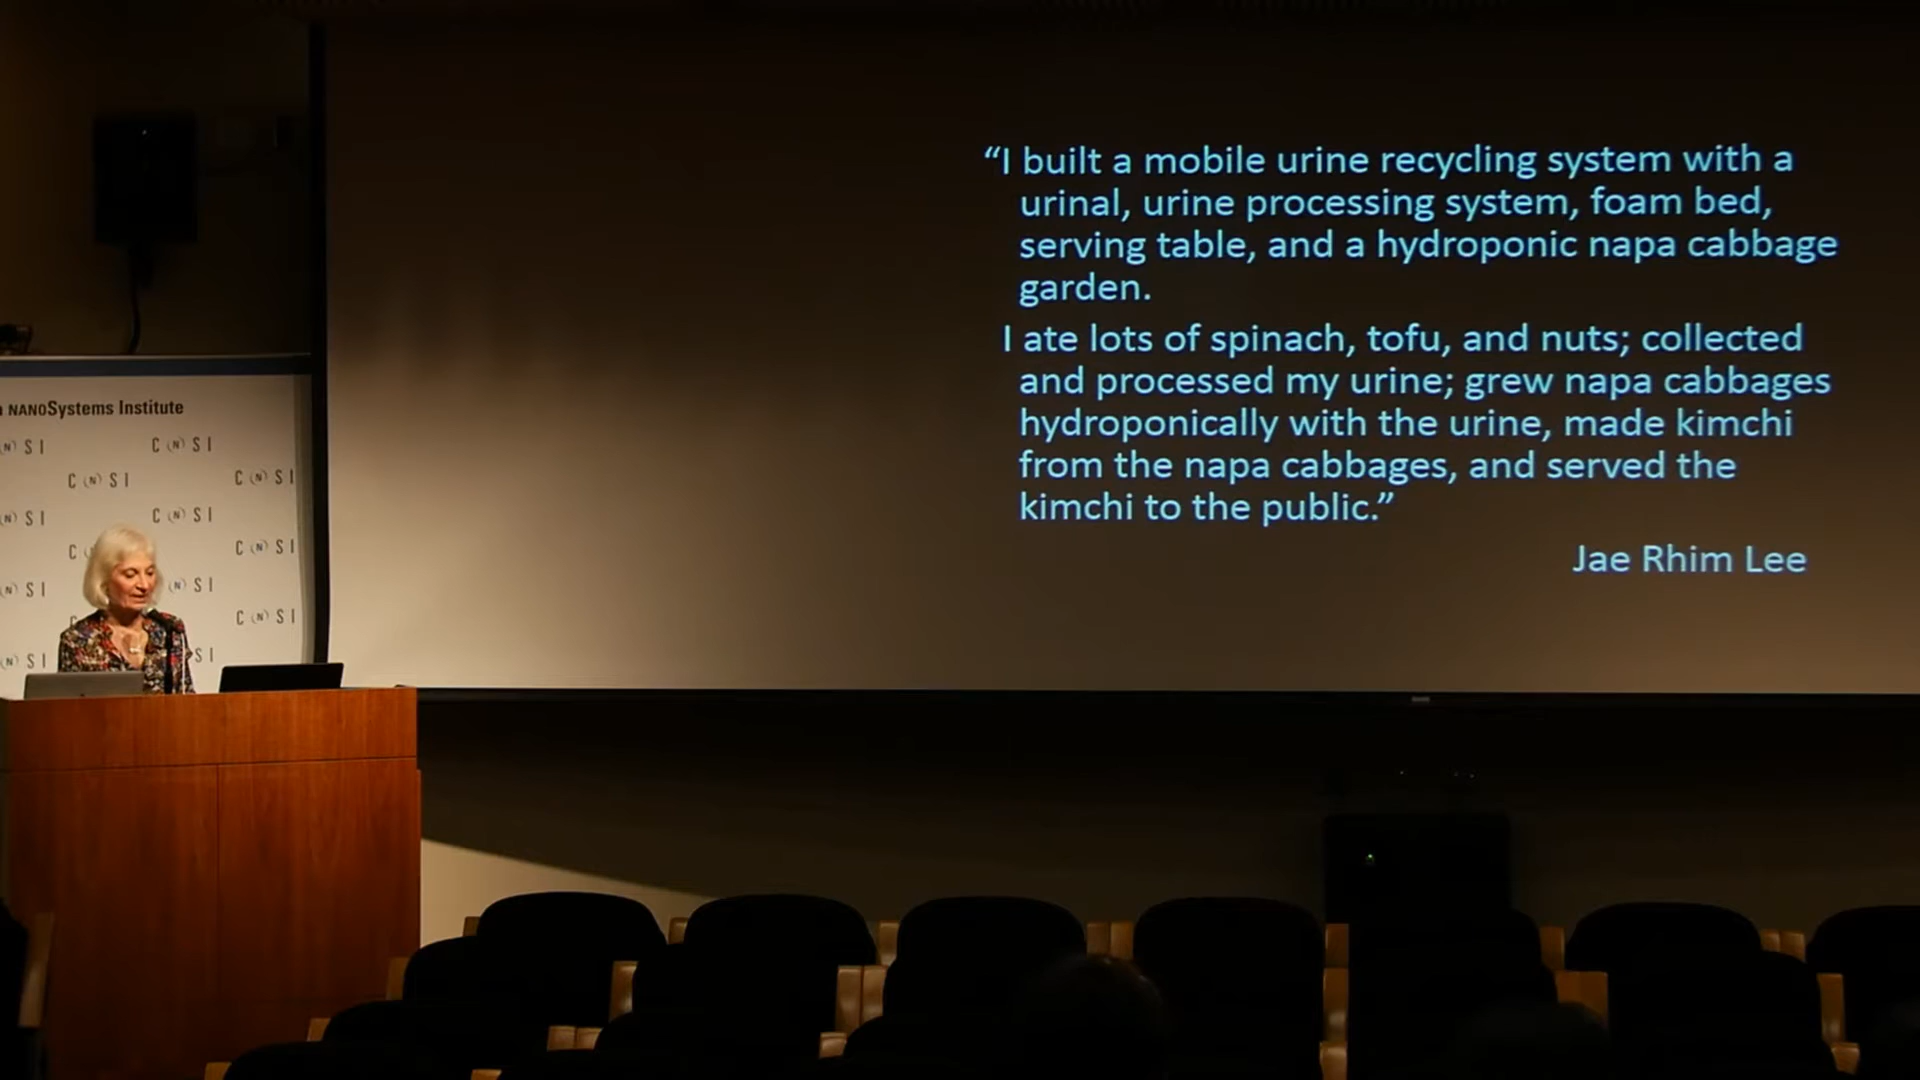 “I built a mobile urine recycling system with a
urinal, urine processing system, foam bed,
serving table, and a hydroponic napa cabbage
garden.
I ate lots of spinach, tofu, and nuts; collected
and processed my urine; grew napa cabbages
hydroponically with the urine, made kimchi
from the napa cabbages, and served the
kimchi to the public.”
Jae Rhim Lee
NANOSystems Institute
(N) S I C (N) S I
C (N) S I C (N) S I
(N) S I C (N) S I
C C (N) S I
(N) S I (N) S I
C (N) S I
(N) S I S I